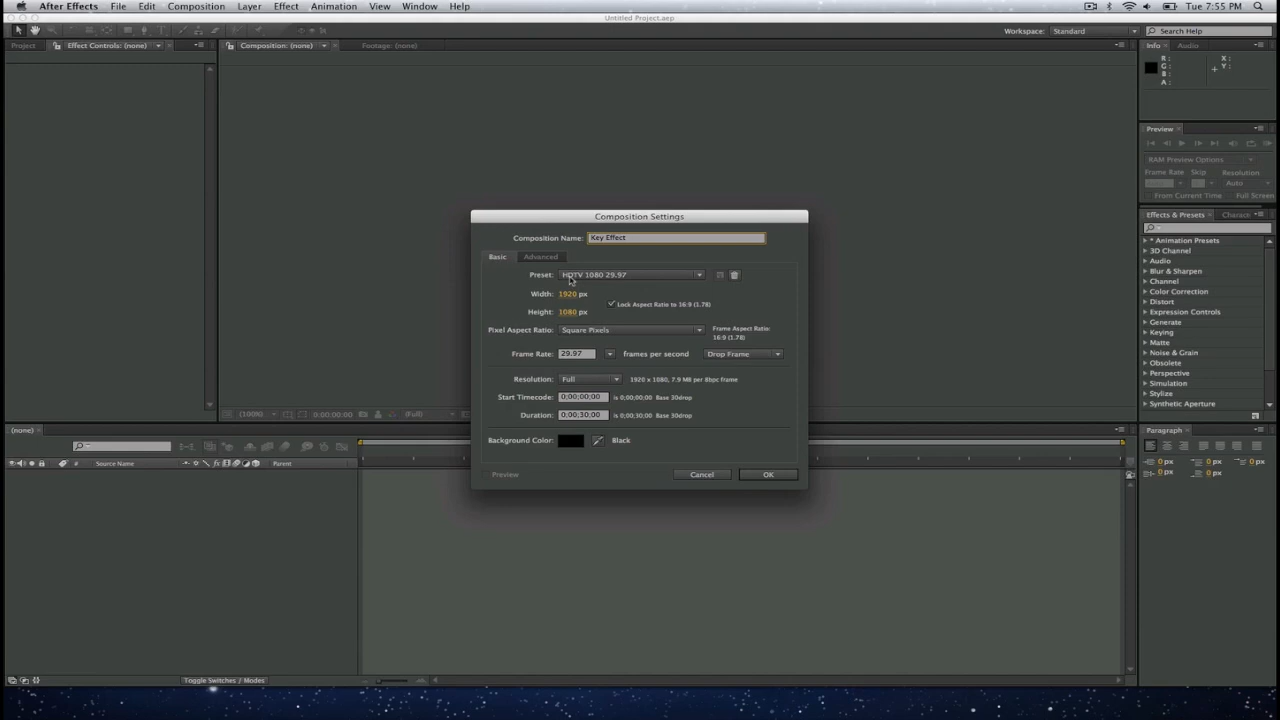 After Effects File Edit Composition Layer Effect Animation View Window Help Tue 7:55 PM
Untitled Project.aep
Workspace: Standard Search Help
Project Effect Controls: (none) Composition: (none) Footage: (none) Info Audio
R: X:
G: Y:
B:
A:
Preview
RAM Preview Options
Frame Rate Skip Resolution
Auto
From Current Time Full Screen
Effects & Presets Charact
* Animation Presets
3D Channel
Audio
Blur & Sharpen
Channel
Color Correction
Distort
Expression Controls
Generate
Keying
Matte
Noise & Grain
Obsolete
Perspective
Simulation
Stylize
Synthetic Aperture
Composition Settings
Composition Name: Key Effect
Basic Advanced
Preset: HDTV 1080 29.97
Width: 1920 px
Lock Aspect Ratio to 16:9 (1.78)
Height: 1080 px
Pixel Aspect Ratio: Square Pixels Frame Aspect Ratio:
16:9 (1.78)
Frame Rate: 29.97 frames per second Drop Frame
Resolution: Full 1920 x 1080, 7.9 MB per 8bpc frame
Start Timecode: 0;00;00;00 is 0;00;00;00 Base 30drop
Duration: 0;00;30;00 is 0;00;30;00 Base 30drop
Background Color: Black
Preview Cancel OK
(100%) 0:00:00:00 (Full)
(none) Paragraph
# Source Name Parent
0 px 0 px 0 px
0 px 0 px
Toggle Switches / Modes